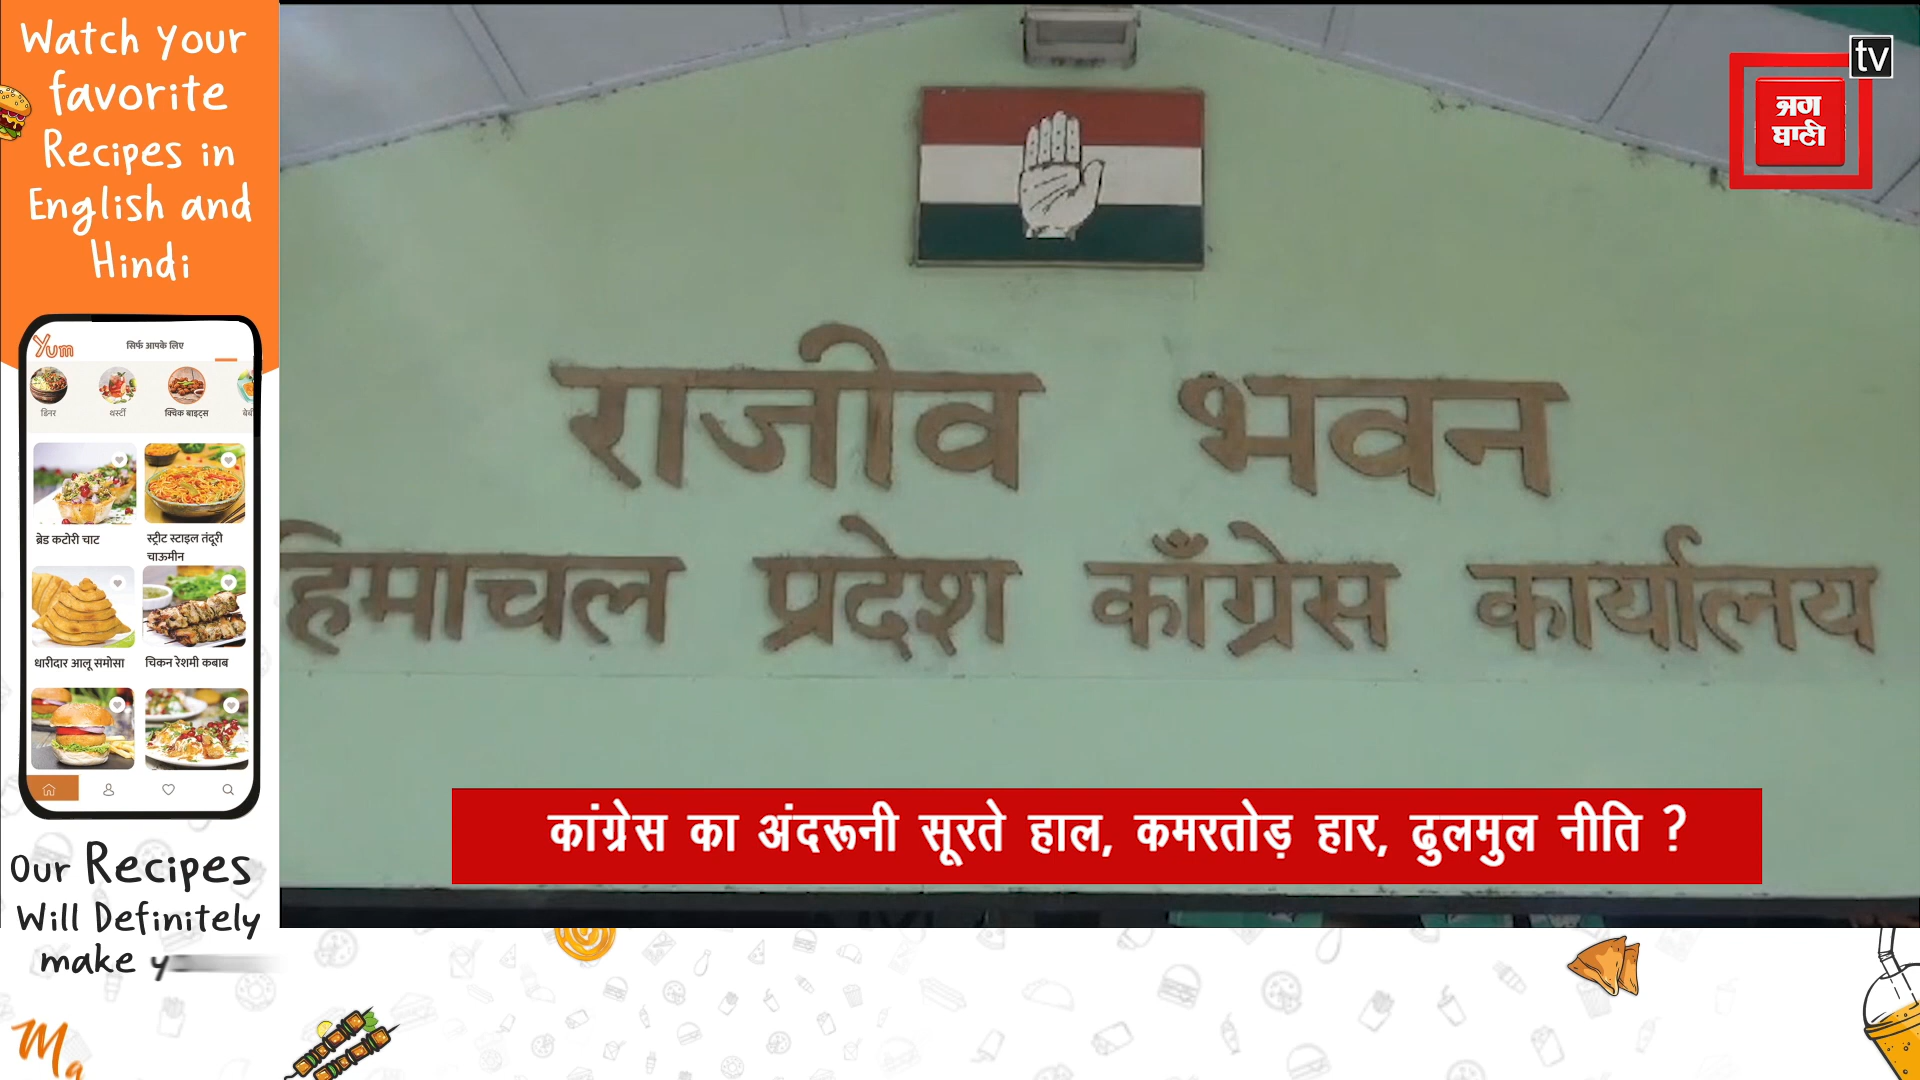 Watch your
favorite
Recipes in
English and
Hindi
Yum
सिर्फ आपके लिए
डिनर
थर्स्टी
क्विक बाइट्स
ब्रेड कटोरी चाट
स्ट्रीट स्टाइल तंदूरी
चाऊमीन
धारीदार आलू समोसा
चिकन रेशमी कबाब
Our Recipes
Will Definitely
make
tv
ਜਗ
ਬਾਣੀ
राजीव भवन
हिमाचल प्रदेश काँग्रेस कार्यालय
कांग्रेस का अंदरूनी सूरते हाल, कमरतोड़ हार, ढुलमुल नीति ?